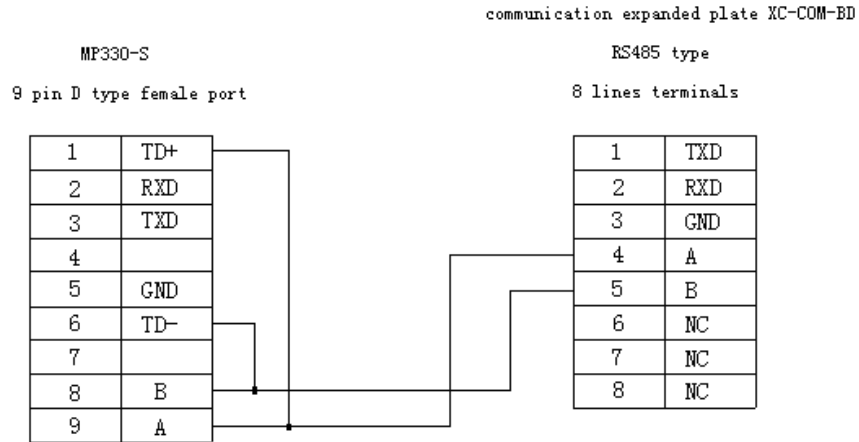 communication expanded plate XC-COM-BD
MP330-S
RS485 type
9 pin D type female port
8 lines terminals
1 TD+
2 RXD
3 TXD
4
5 GND
6 TD-
7
8 B
9 A
1 TXD
2 RXD
3 GND
4 A
5 B
6 NC
7 NC
8 NC